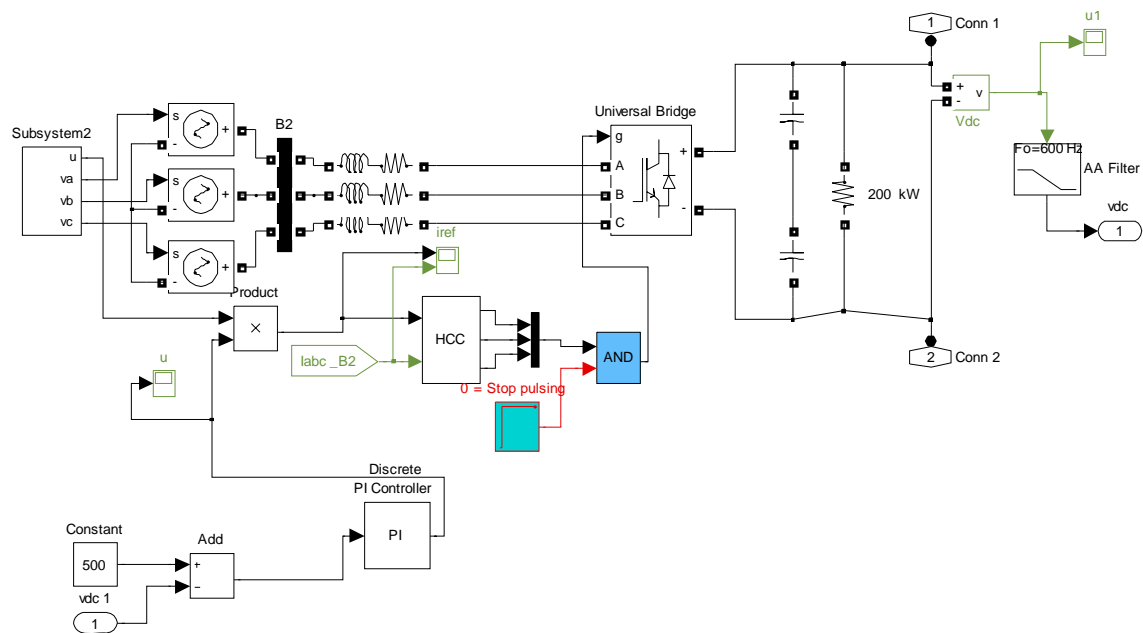 1
Conn 1
u1
+
-
v
Vdc
Fo=600 Hz
AA Filter
vdc
1
Subsystem2
u
va
vb
vc
s
+
-
s
+
-
s
+
-
B2
Universal Bridge
g
A
B
C
+
-
200 kW
2
Conn 2
iref
Product
×
Iabc_B2
HCC
AND
0 = Stop pulsing
u
Discrete
PI Controller
PI
Constant
500
Add
+
−
vdc 1
1